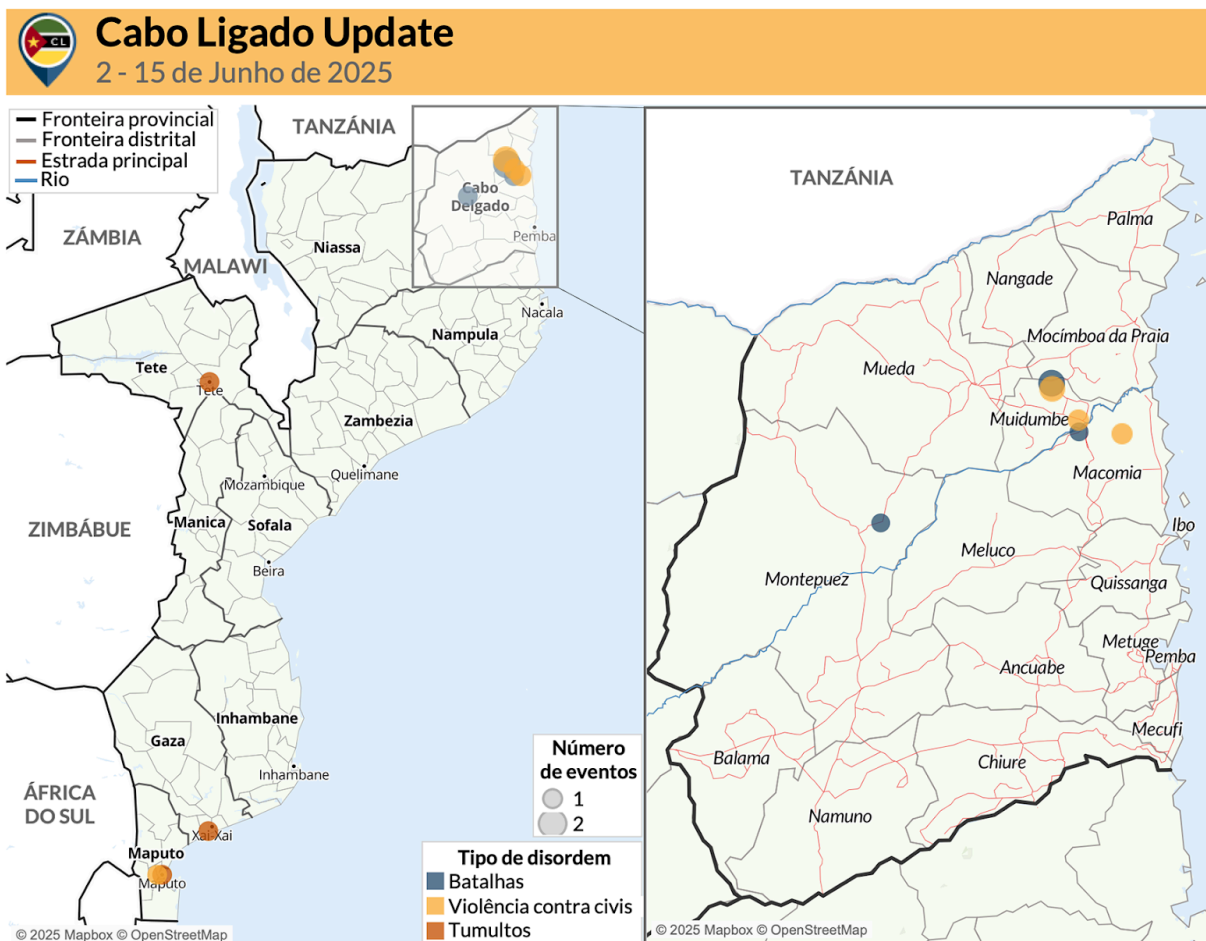 CL
Cabo Ligado Update
2 - 15 de Junho de 2025
Fronteira provincial
Fronteira distrital
Estrada principal
Rio
TANZÁNIA
ZÁMBIA
MALAWI
Niassa
Cabo
Delgado
Pemba
Nacala
Nampula
Tete
Tete
Zambezia
Quelimane
Mozambique
ZIMBÁBUE
Manica
Sofala
Beira
Inhambane
Gaza
Inhambane
ÁFRICA
DO SUL
Xai-Xai
Maputo
Maputo
Número
de eventos
1
2
Tipo de disordem
Batalhas
Violência contra civis
Tumultos
© 2025 Mapbox © OpenStreetMap
TANZÁNIA
Palma
Nangade
Mocímboa da Praia
Mueda
Muidumbe
Macomia
Ibo
Meluco
Montepuez
Quissanga
Metuge
Pemba
Ancuabe
Mecufi
Balama
Chiure
Namuno
© 2025 Mapbox © OpenStreetMap